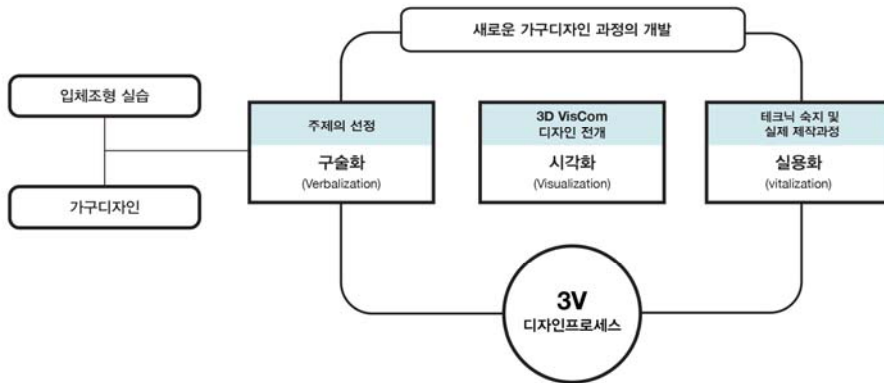 새로운 가구디자인 과정의 개발
입체조형 실습
가구디자인
주제의 선정
구술화
(Verbalization)
3D VisCom
디자인 전개
시각화
(Visualization)
테크닉 숙지 및
실제 제작과정
실용화
(vitalization)
3V
디자인프로세스